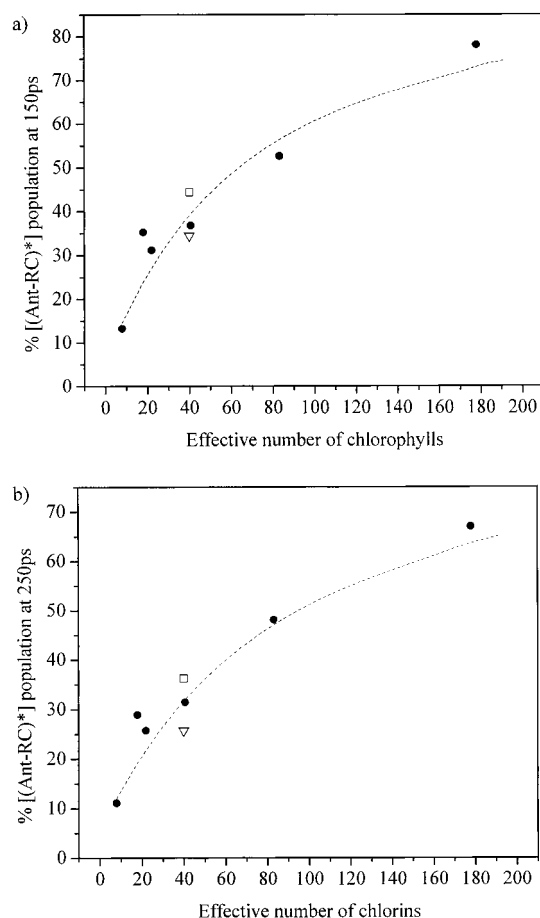 a)
80
70
60
50
40
30
20
10
0
% [(Ant-RC)*] population at 150ps
0 20 40 60 80 100 120 140 160 180 200
Effective number of chlorophylls
b)
70
60
50
40
30
20
10
0
% [(Ant-RC)*] population at 250ps
0 20 40 60 80 100 120 140 160 180 200
Effective number of chlorins